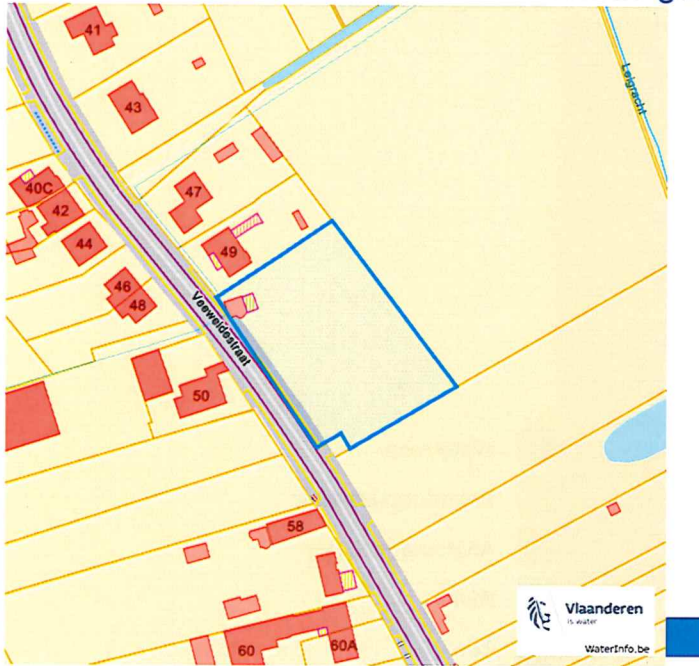 41
43
Leigracht
40C
42
44
47
49
46
48
Veeweidestraat
50
58
60
60A
Vlaanderen
is water
WaterInfo.be